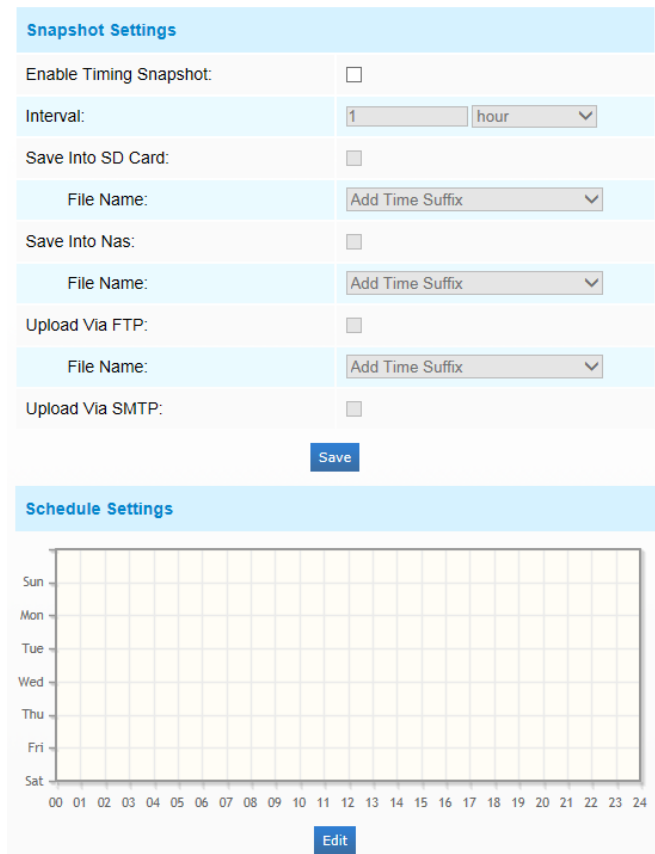 Snapshot Settings
Enable Timing Snapshot:
Interval: 1 hour
Save Into SD Card:
File Name: Add Time Suffix
Save Into Nas:
File Name: Add Time Suffix
Upload Via FTP:
File Name: Add Time Suffix
Upload Via SMTP:
Save
Schedule Settings
Sun
Mon
Tue
Wed
Thu
Fri
Sat
00 01 02 03 04 05 06 07 08 09 10 11 12 13 14 15 16 17 18 19 20 21 22 23 24
Edit